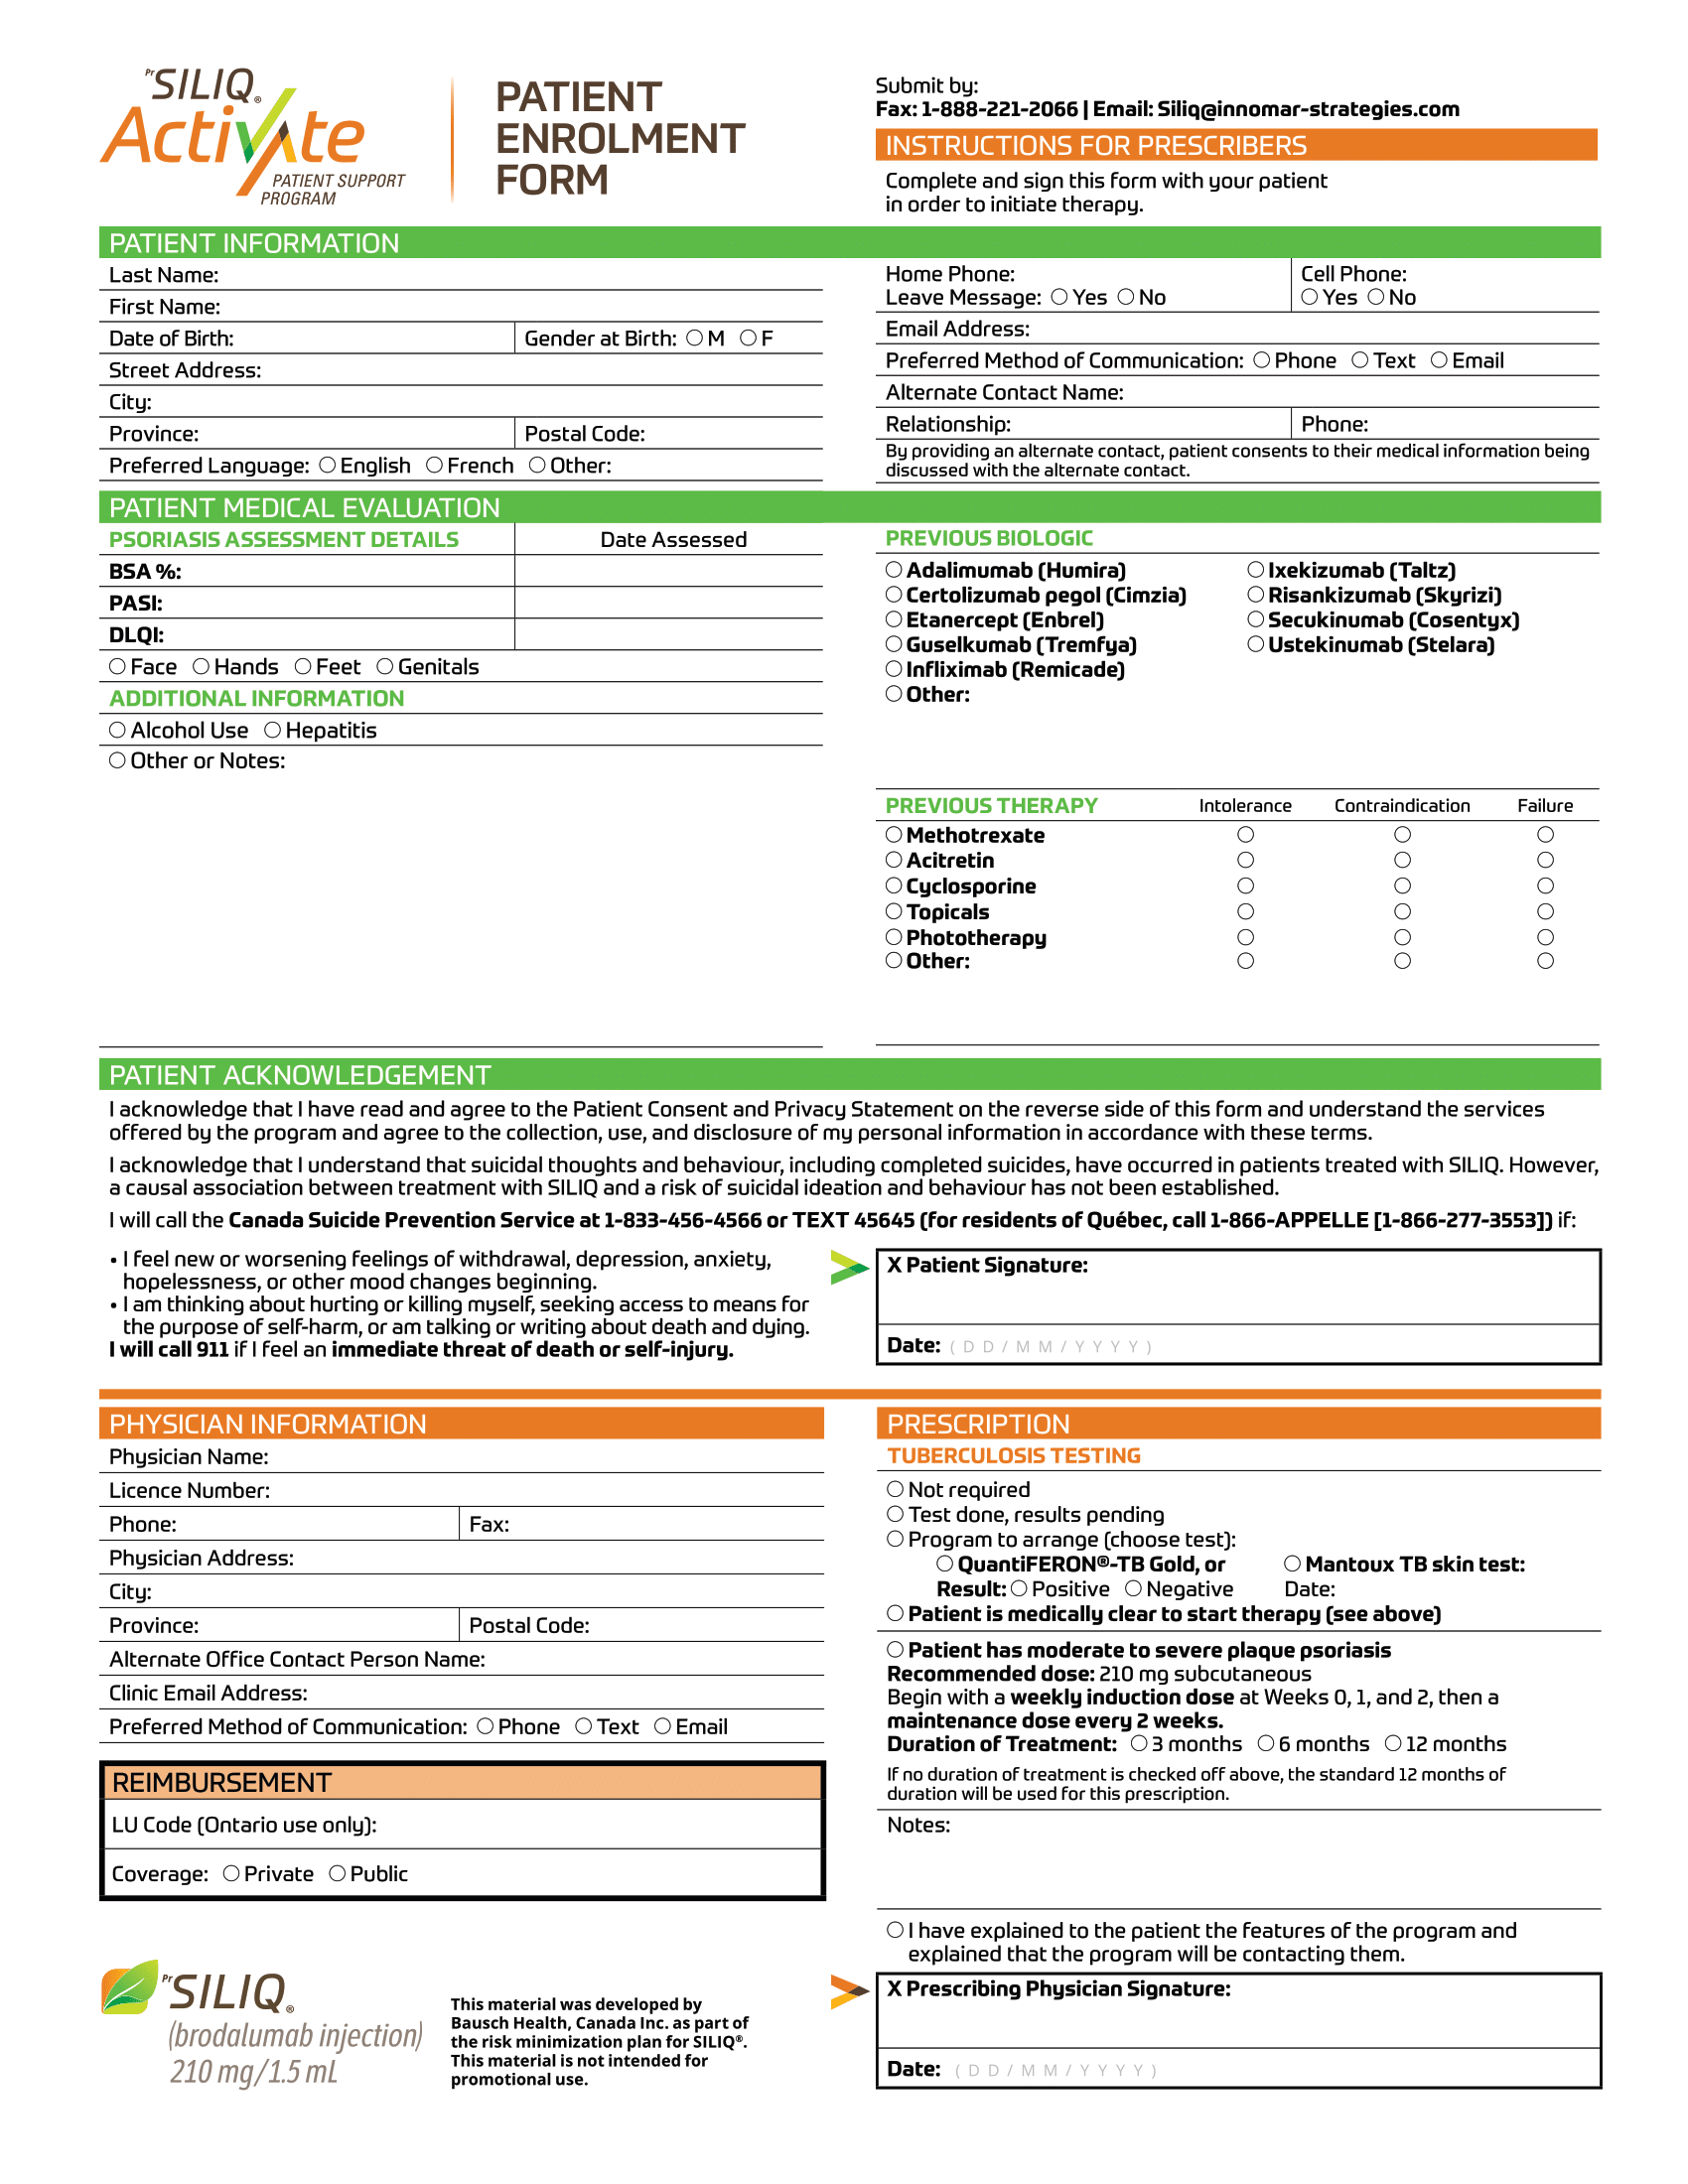 PrSILIQ®
Activate
PATIENT SUPPORT
PROGRAM
PATIENT
ENROLMENT
FORM
Submit by:
Fax: 1-888-221-2066 | Email: Siliq@innomar-strategies.com
INSTRUCTIONS FOR PRESCRIBERS
Complete and sign this form with your patient
in order to initiate therapy.
PATIENT INFORMATION
Last Name:
First Name:
Date of Birth: Gender at Birth: ○ M ○ F
Street Address:
City:
Province: Postal Code:
Preferred Language: ○ English ○ French ○ Other:
Home Phone: Cell Phone:
Leave Message: ○ Yes ○ No ○ Yes ○ No
Email Address:
Preferred Method of Communication: ○ Phone ○ Text ○ Email
Alternate Contact Name:
Relationship: Phone:
By providing an alternate contact, patient consents to their medical information being
discussed with the alternate contact.
PATIENT MEDICAL EVALUATION
PSORIASIS ASSESSMENT DETAILS Date Assessed
BSA %:
PASI:
DLQI:
○ Face ○ Hands ○ Feet ○ Genitals
ADDITIONAL INFORMATION
○ Alcohol Use ○ Hepatitis
○ Other or Notes:
PREVIOUS BIOLOGIC
○ Adalimumab (Humira) ○ Ixekizumab (Taltz)
○ Certolizumab pegol (Cimzia) ○ Risankizumab (Skyrizi)
○ Etanercept (Enbrel) ○ Secukinumab (Cosentyx)
○ Guselkumab (Tremfya) ○ Ustekinumab (Stelara)
○ Infliximab (Remicade)
○ Other:
PREVIOUS THERAPY Intolerance Contraindication Failure
○ Methotrexate ○ ○ ○
○ Acitretin ○ ○ ○
○ Cyclosporine ○ ○ ○
○ Topicals ○ ○ ○
○ Phototherapy ○ ○ ○
○ Other: ○ ○ ○
PATIENT ACKNOWLEDGEMENT
I acknowledge that I have read and agree to the Patient Consent and Privacy Statement on the reverse side of this form and understand the services
offered by the program and agree to the collection, use, and disclosure of my personal information in accordance with these terms.
I acknowledge that I understand that suicidal thoughts and behaviour, including completed suicides, have occurred in patients treated with SILIQ. However,
a causal association between treatment with SILIQ and a risk of suicidal ideation and behaviour has not been established.
I will call the Canada Suicide Prevention Service at 1-833-456-4566 or TEXT 45645 (for residents of Québec, call 1-866-APPELLE [1-866-277-3553]) if:
• I feel new or worsening feelings of withdrawal, depression, anxiety,
hopelessness, or other mood changes beginning.
• I am thinking about hurting or killing myself, seeking access to means for
the purpose of self-harm, or am talking or writing about death and dying.
I will call 911 if I feel an immediate threat of death or self-injury.
X Patient Signature:
Date: (DD/MM/YYYY)
PHYSICIAN INFORMATION
Physician Name:
Licence Number:
Phone: Fax:
Physician Address:
City:
Province: Postal Code:
Alternate Office Contact Person Name:
Clinic Email Address:
Preferred Method of Communication: ○ Phone ○ Text ○ Email
REIMBURSEMENT
LU Code (Ontario use only):
Coverage: ○ Private ○ Public
PRESCRIPTION
TUBERCULOSIS TESTING
○ Not required
○ Test done, results pending
○ Program to arrange (choose test):
○ QuantiFERON®-TB Gold, or ○ Mantoux TB skin test:
Result: ○ Positive ○ Negative Date:
○ Patient is medically clear to start therapy (see above)
○ Patient has moderate to severe plaque psoriasis
Recommended dose: 210 mg subcutaneous
Begin with a weekly induction dose at Weeks 0, 1, and 2, then a
maintenance dose every 2 weeks.
Duration of Treatment: ○ 3 months ○ 6 months ○ 12 months
If no duration of treatment is checked off above, the standard 12 months of
duration will be used for this prescription.
Notes:
○ I have explained to the patient the features of the program and
explained that the program will be contacting them.
X Prescribing Physician Signature:
Date: (DD/MM/YYYY)
PrSILIQ®
(brodalumab injection)
210 mg/1.5 mL
This material was developed by
Bausch Health, Canada Inc. as part of
the risk minimization plan for SILIQ®.
This material is not intended for
promotional use.